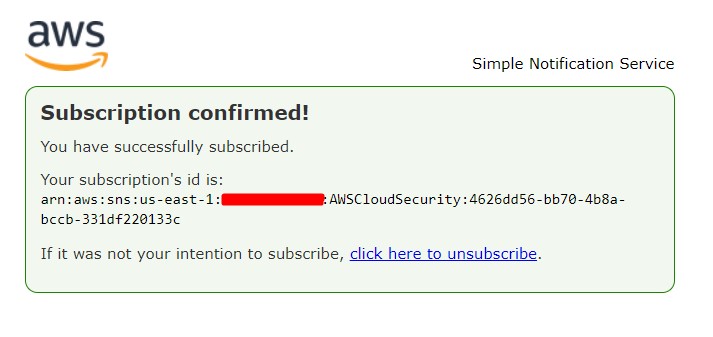 aws
Simple Notification Service
Subscription confirmed!
You have successfully subscribed.
Your subscription's id is:
arn:aws:sns:us-east-1: :AWSCloudSecurity:4626dd56-bb70-4b8a-
bccb-331df220133c
If it was not your intention to subscribe, click here to unsubscribe.